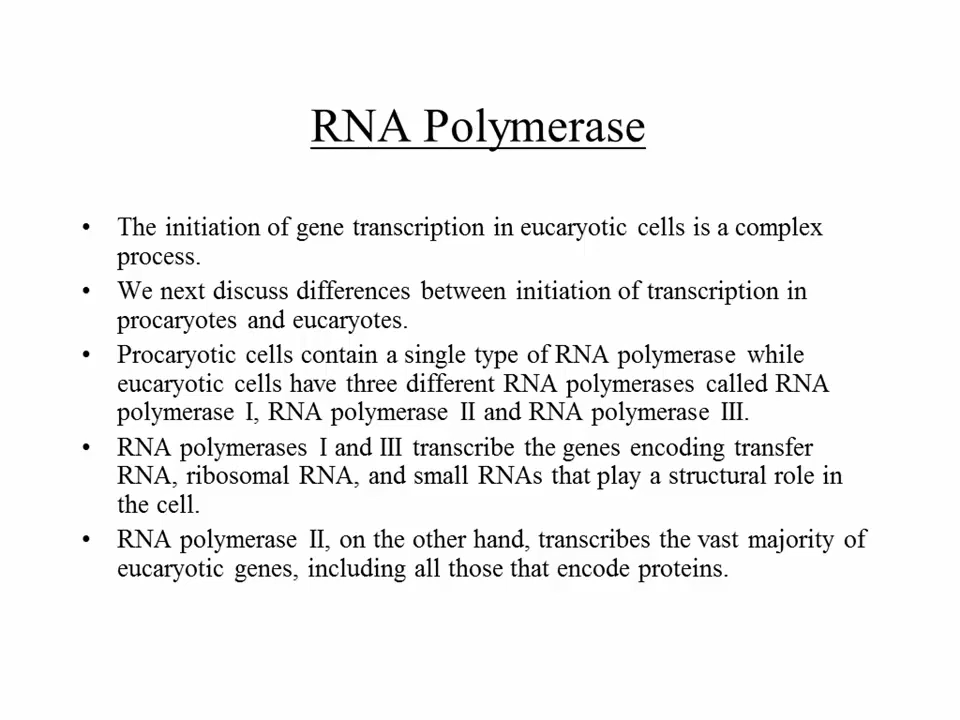 RNA Polymerase
• The initiation of gene transcription in eucaryotic cells is a complex
process.
• We next discuss differences between initiation of transcription in
procaryotes and eucaryotes.
• Procaryotic cells contain a single type of RNA polymerase while
eucaryotic cells have three different RNA polymerases called RNA
polymerase I, RNA polymerase II and RNA polymerase III.
• RNA polymerases I and III transcribe the genes encoding transfer
RNA, ribosomal RNA, and small RNAs that play a structural role in
the cell.
• RNA polymerase II, on the other hand, transcribes the vast majority of
eucaryotic genes, including all those that encode proteins.